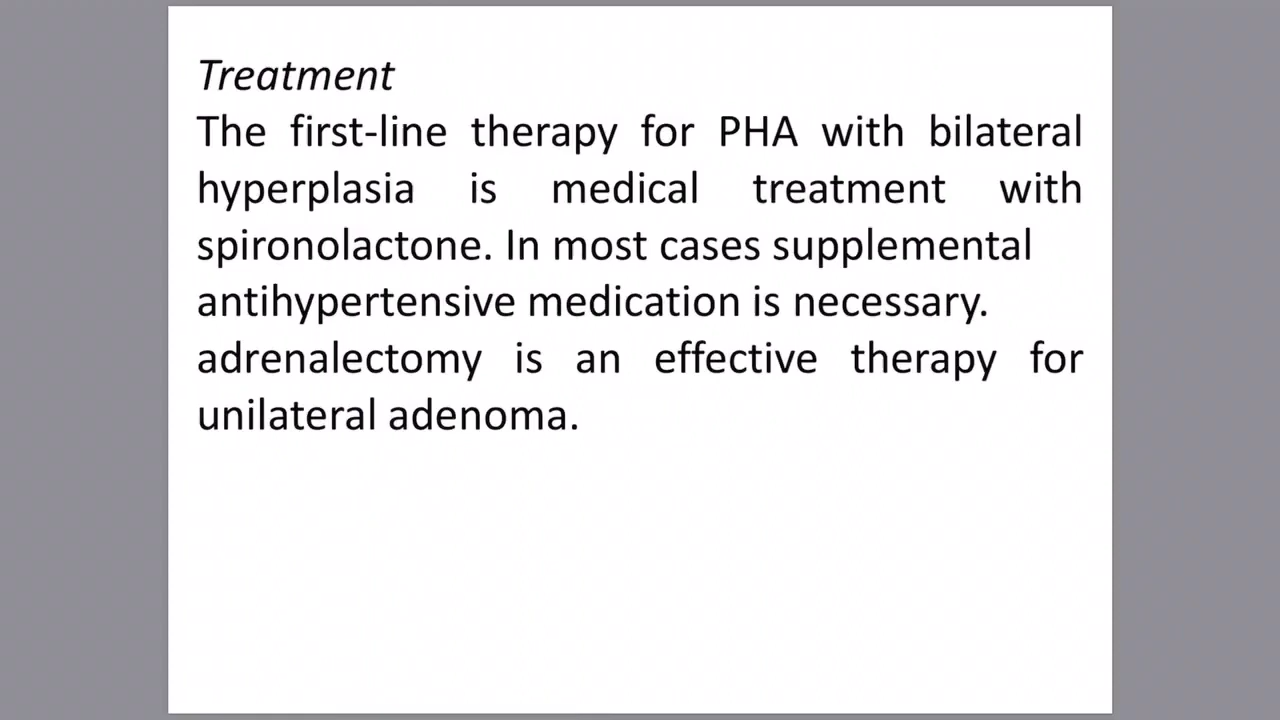 Treatment
The first-line therapy for PHA with bilateral
hyperplasia is medical treatment with
spironolactone. In most cases supplemental
antihypertensive medication is necessary.
adrenalectomy is an effective therapy for
unilateral adenoma.